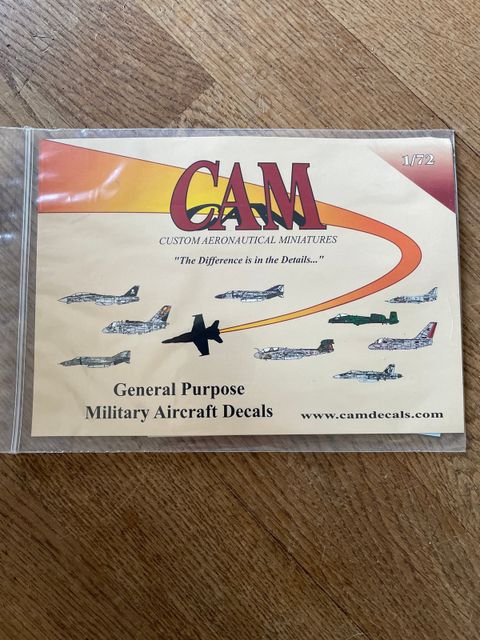 1/72
CAM
CUSTOM AERONAUTICAL MINIATURES
"The Difference is in the Details..."
General Purpose
Military Aircraft Decals
www.camdecals.com